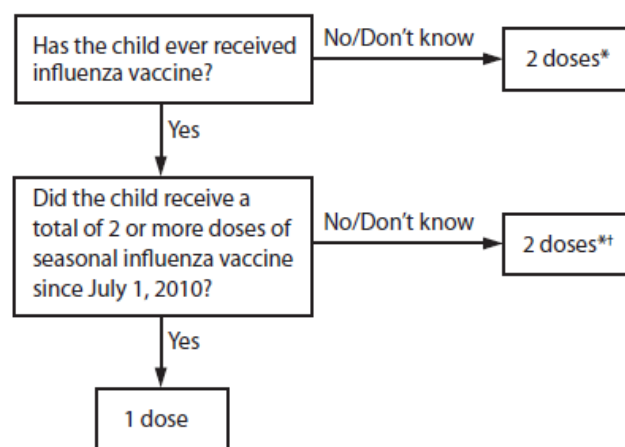 Has the child ever received
influenza vaccine?
No/Don't know
2 doses*
Yes
Did the child receive a
total of 2 or more doses of
seasonal influenza vaccine
since July 1, 2010?
No/Don't know
2 doses*†
Yes
1 dose